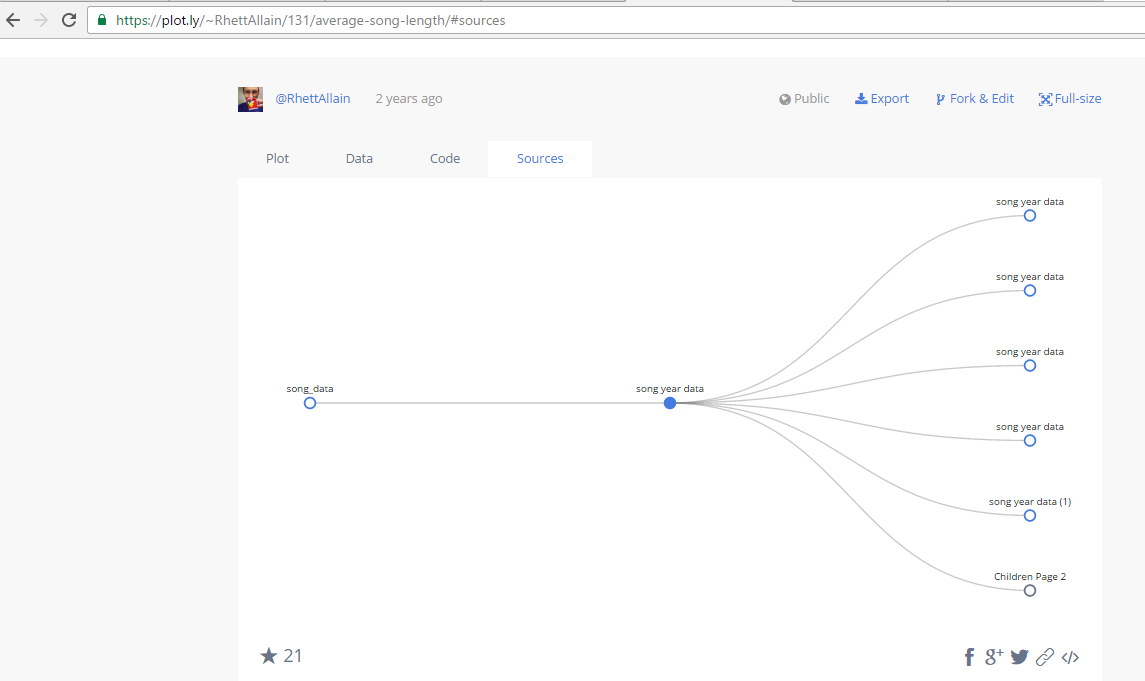 https://plot.ly/~RhettAllain/131/average-song-length/#sources
@RhettAllain 2 years ago Public Export Fork & Edit Full-size
Plot Data Code Sources
song year data
song year data
song year data
song_data song year data
song year data
song year data (1)
Children Page 2
21